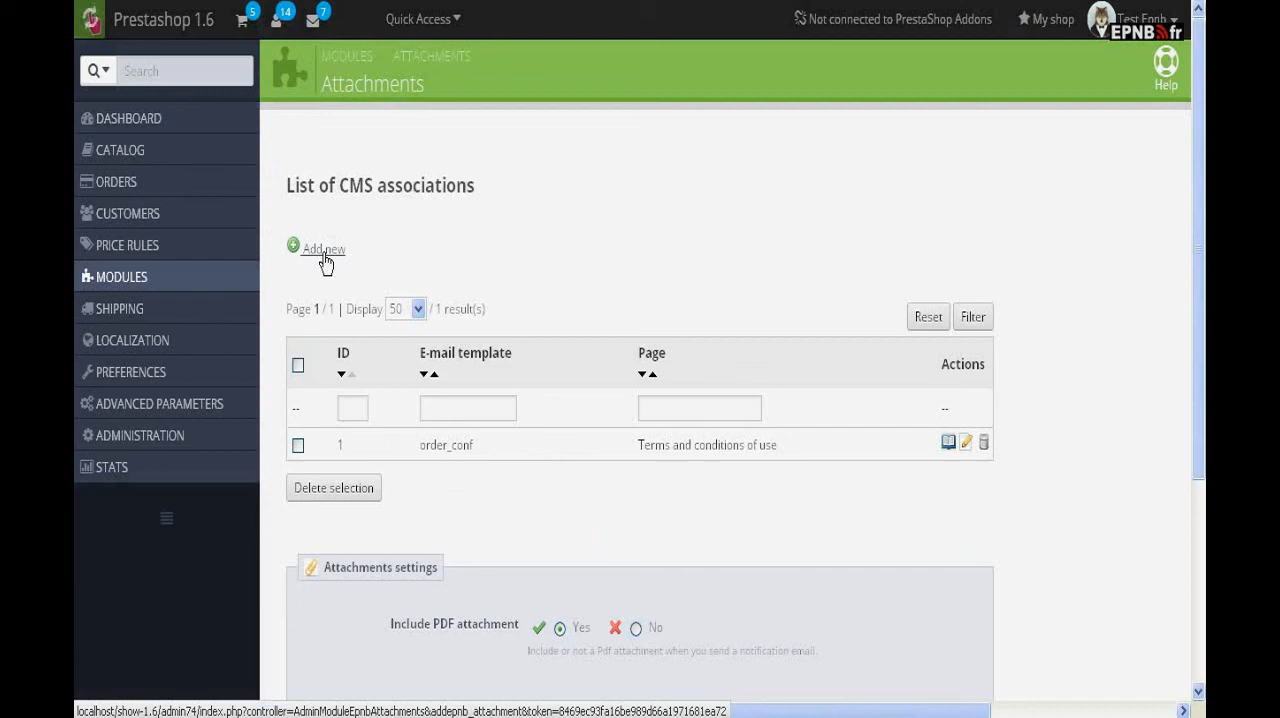 Prestashop 1.6 5 14 7 Quick Access Not connected to PrestaShop Addons My shop Test Epnb
EPNB fr
Search
MODULES ATTACHMENTS
Attachments
Help
DASHBOARD
CATALOG
ORDERS
CUSTOMERS
PRICE RULES
MODULES
SHIPPING
LOCALIZATION
PREFERENCES
ADVANCED PARAMETERS
ADMINISTRATION
STATS
List of CMS associations
Add new
Page 1 / 1 | Display 50 / 1 result(s)
Reset Filter
ID E-mail template Page Actions
-- --
1 order_conf Terms and conditions of use
Delete selection
Attachments settings
Include PDF attachment Yes No
Include or not a Pdf attachment when you send a notification email.
localhost/show-1.6/admin74/index.php?controller=AdminModuleEpnbAttachments&addepnb_attachment&token=8469ec93fa16be989d66a1971681ea72